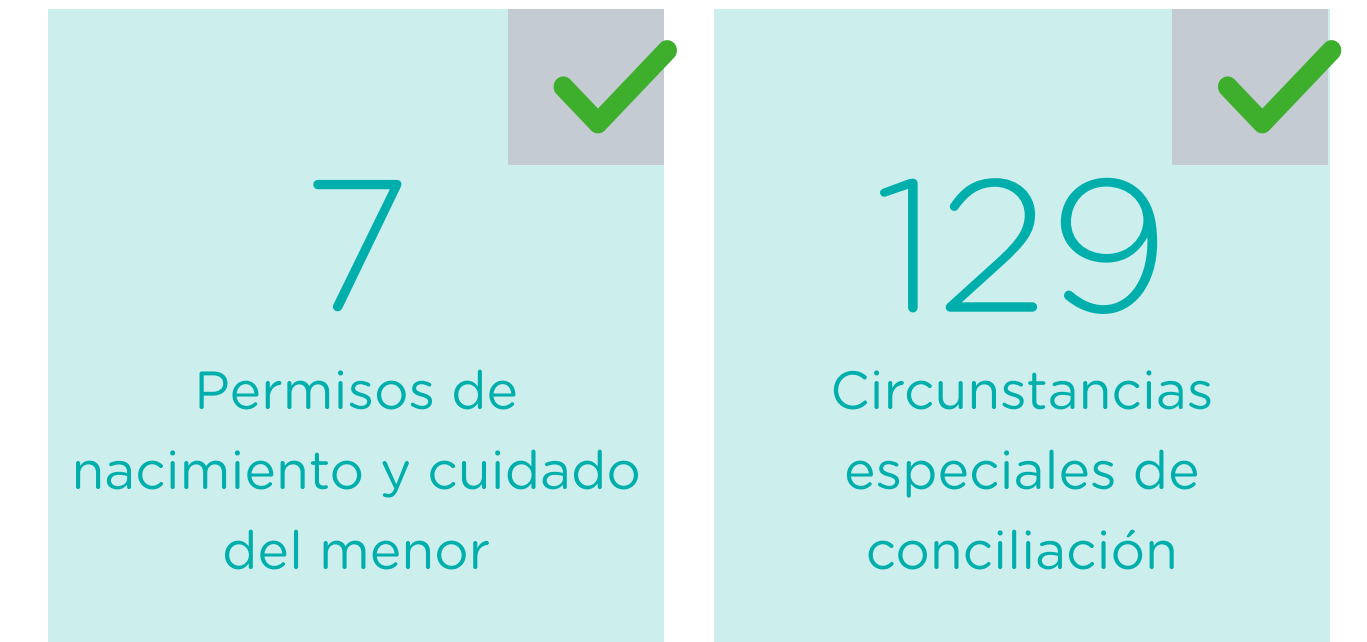 7
Permisos de
nacimiento y cuidado
del menor
129
Circunstancias
especiales de
conciliación